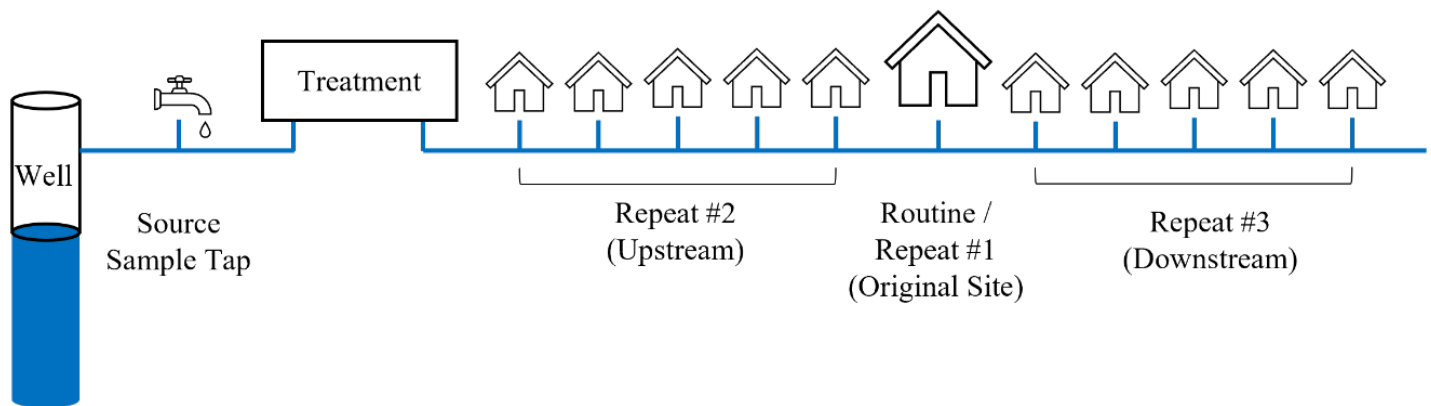 Treatment
Well
Source
Sample Tap
Repeat #2
(Upstream)
Routine /
Repeat #1
(Original Site)
Repeat #3
(Downstream)